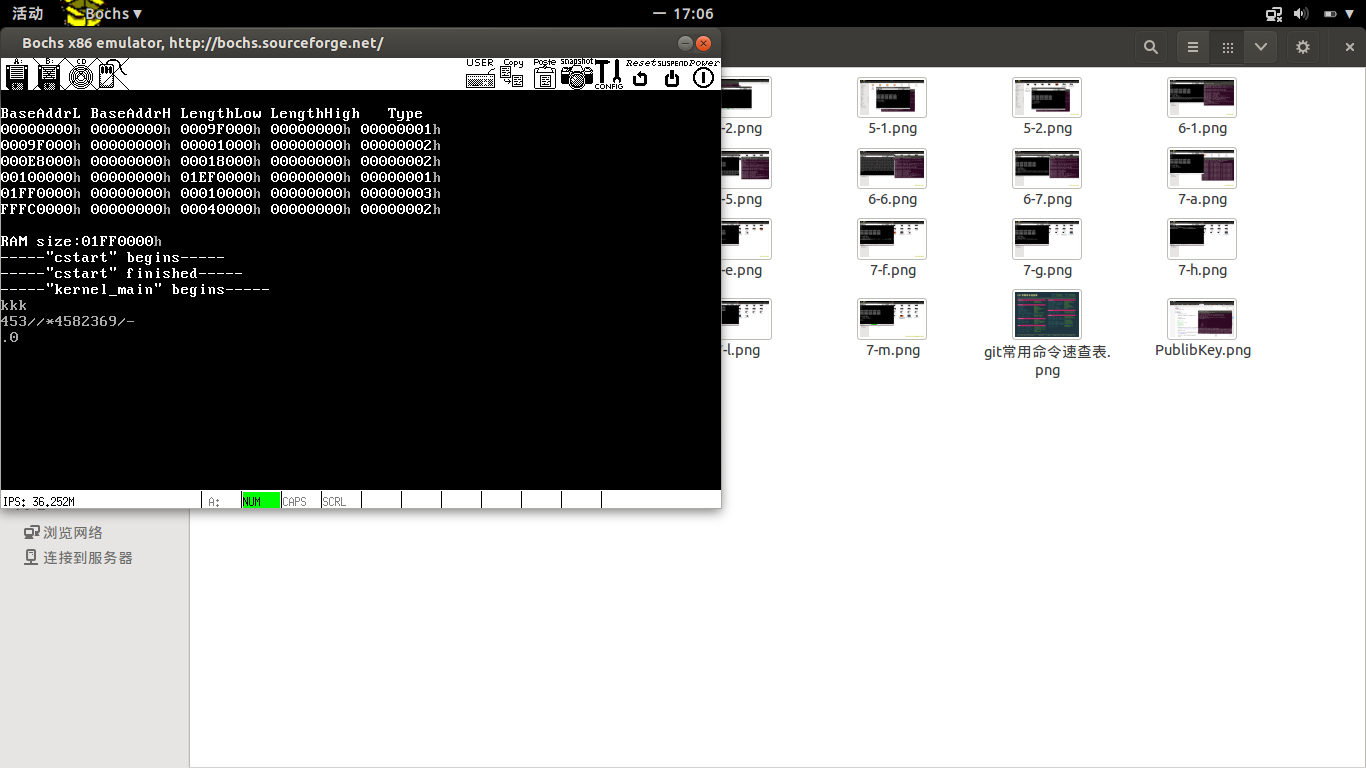 活动 Bochs ▼ 一 17:06
Bochs x86 emulator, http://bochs.sourceforge.net/
A: B: CD USER Copy Poste snapshot CONFIG Reset SUSPEND Power
BaseAddrL BaseAddrH LengthLow LengthHigh Type
00000000h 00000000h 0009F000h 00000000h 00000001h
0009F000h 00000000h 00001000h 00000000h 00000002h
000E8000h 00000000h 00018000h 00000000h 00000002h
00100000h 00000000h 01EF0000h 00000000h 00000001h
01FF0000h 00000000h 00010000h 00000000h 00000003h
FFFC0000h 00000000h 00040000h 00000000h 00000002h
RAM size:01FF0000h
-----"cstart" begins-----
-----"cstart" finished-----
-----"kernel_main" begins-----
kkk
453//*4582369/-
.0
IPS: 36.252M A: NUM CAPS SCRL
浏览网络
连接到服务器
-2.png 5-1.png 5-2.png 6-1.png
-5.png 6-6.png 6-7.png 7-a.png
-e.png 7-f.png 7-g.png 7-h.png
-l.png 7-m.png git常用命令速查表. PublibKey.png
png